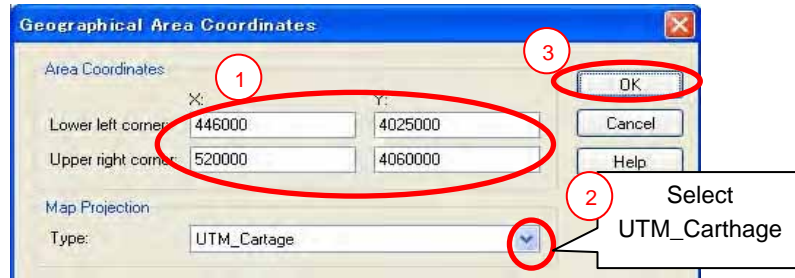 Geographical Area Coordinates
Area Coordinates
1
3
X:
Y:
OK
Lower left corner:
446000
4025000
Cancel
Upper right corner:
520000
4060000
Help
Map Projection
2
Select
UTM_Carthage
Type:
UTM_Cartage